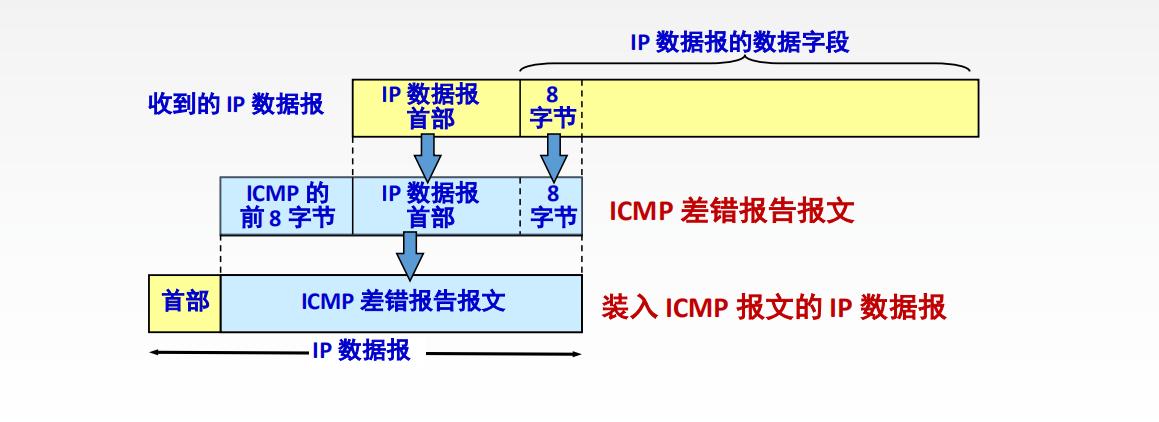 IP 数据报的数据字段
收到的 IP 数据报
IP 数据报
首部
8
字节
ICMP 的
前 8 字节
IP 数据报
首部
8
字节
ICMP 差错报告报文
首部
ICMP 差错报告报文
装入 ICMP 报文的 IP 数据报
IP 数据报